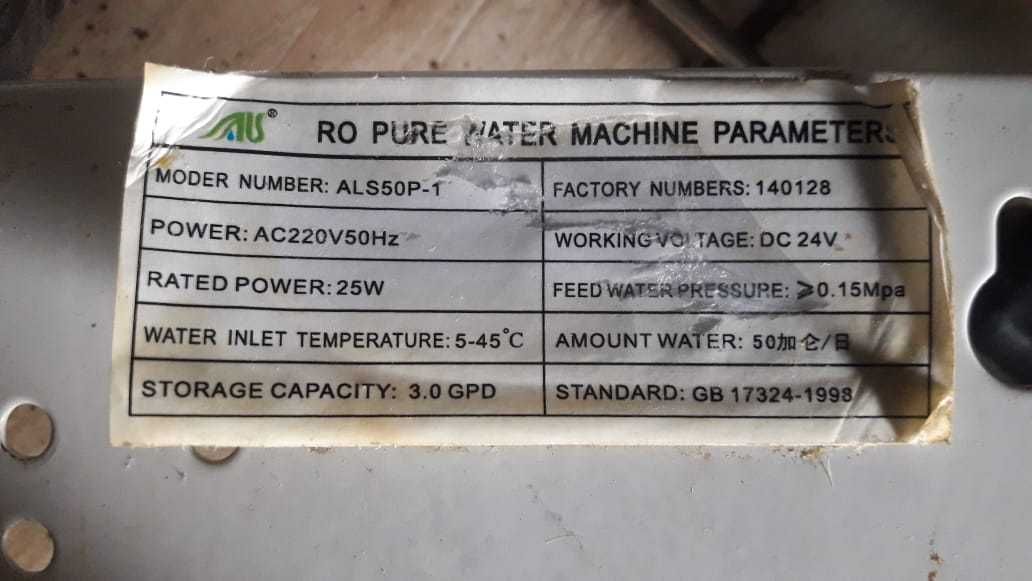 ALS® RO PURE WATER MACHINE PARAMETERS
MODER NUMBER: ALS50P-1 FACTORY NUMBERS: 140128
POWER: AC220V50Hz WORKING VOLTAGE: DC 24V
RATED POWER: 25W FEED WATER PRESSURE: ⩾0.15Mpa
WATER INLET TEMPERATURE: 5-45℃ AMOUNT WATER: 50加仑/日
STORAGE CAPACITY: 3.0 GPD STANDARD: GB 17324-1998